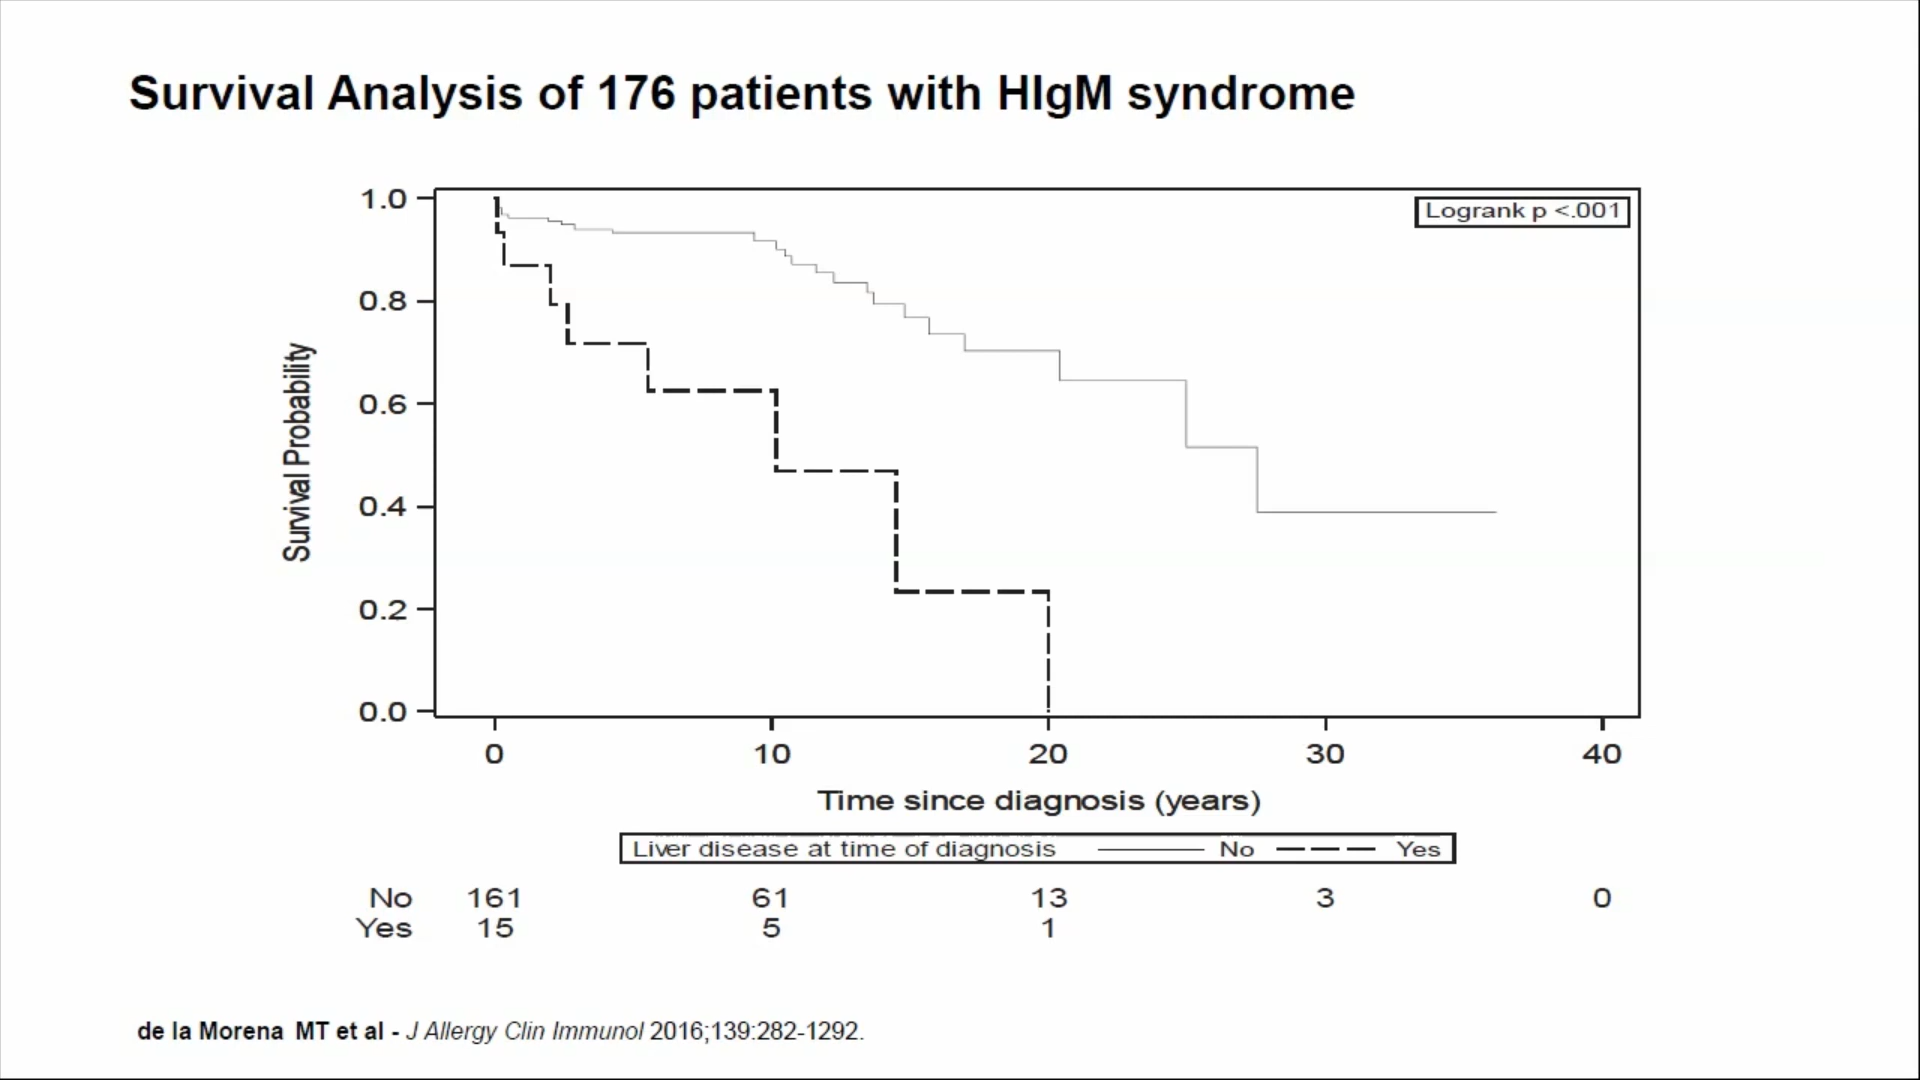 Survival Analysis of 176 patients with HIgM syndrome
1.0
Logrank p <.001
0.8
0.6
0.4
0.2
0.0
Survival Probability
0 10 20 30 40
Time since diagnosis (years)
Liver disease at time of diagnosis No Yes
No 161 61 13 3 0
Yes 15 5 1
de la Morena MT et al - J Allergy Clin Immunol 2016;139:282-1292.